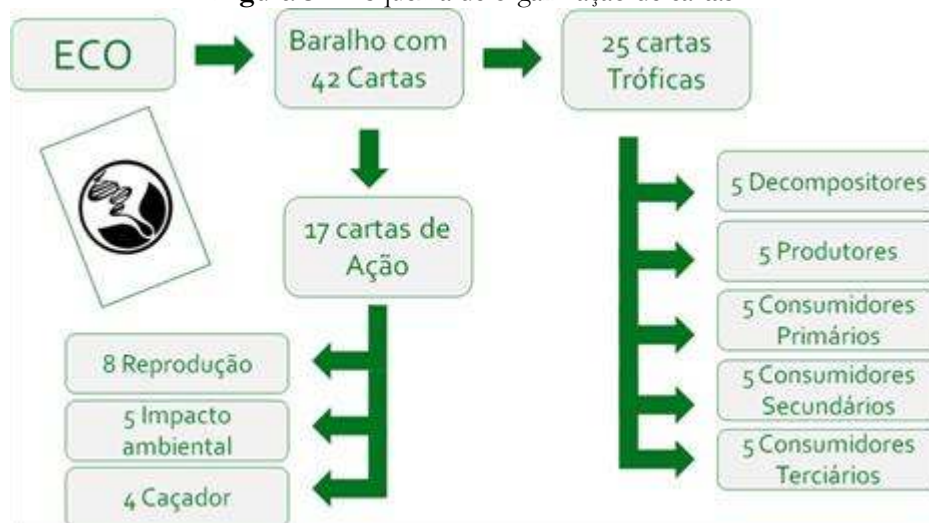 ECO
Baralho com
42 Cartas
25 cartas
Tróficas
17 cartas de
Ação
5 Decompositores
5 Produtores
5 Consumidores
Primários
5 Consumidores
Secundários
5 Consumidores
Terciários
8 Reprodução
5 Impacto
ambiental
4 Caçador